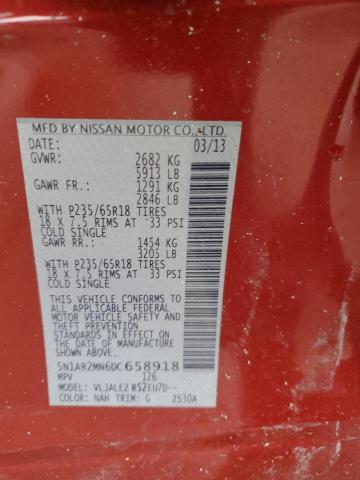 MFD BY NISSAN MOTOR CO., LTD.
DATE: 03/13
GVWR: 2682 KG
5913 LB
GAWR FR.: 1291 KG
2846 LB
WITH P235/65R18 TIRES
18 X 7.5 RIMS AT 33 PSI
COLD SINGLE
GAWR RR.: 1454 KG
3205 LB
WITH P235/65R18 TIRES
18 X 7.5 RIMS AT 33 PSI
COLD SINGLE
THIS VEHICLE CONFORMS TO
ALL APPLICABLE FEDERAL
MOTOR VEHICLE SAFETY AND
THEFT PREVENTION
STANDARDS IN EFFECT ON
THE DATE OF MANUFACTURE
SHOWN ABOVE.
5N1AR2MN6DC658918
MPV 126
VLJALEZ R52EU7D--
COLOR: NAH TRIM: G 2530A